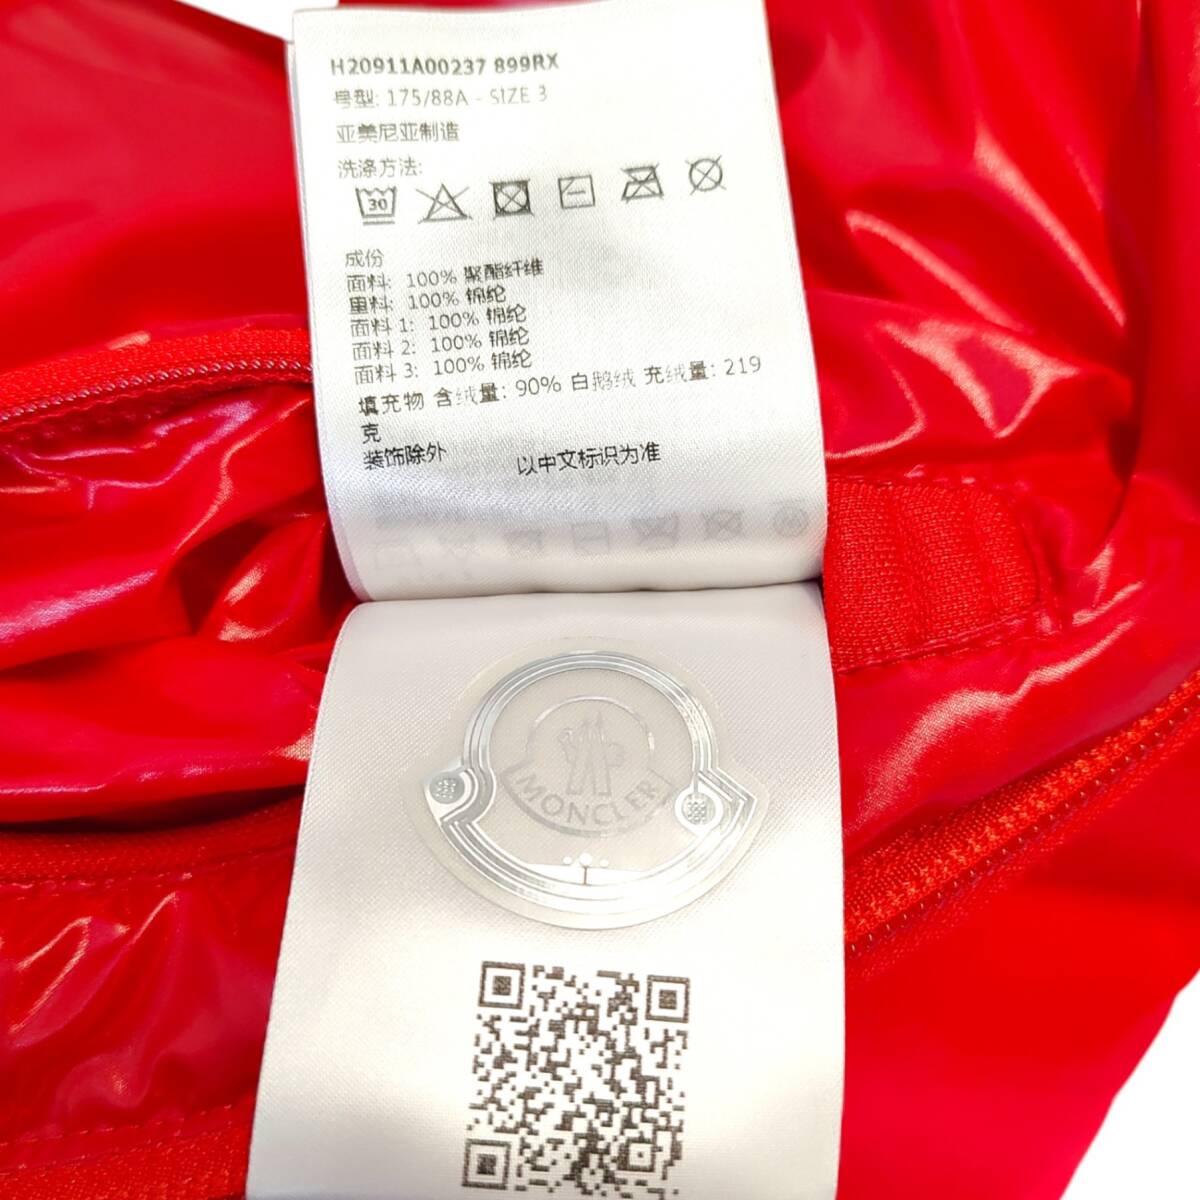 H20911A00237 899RX
号型: 175/88A - SIZE 3
亚美尼亚制造
洗涤方法:
30
成份
面料: 100% 聚酯纤维
里料: 100% 锦纶
面料 1: 100% 锦纶
面料 2: 100% 锦纶
面料 3: 100% 锦纶
填充物 含绒量: 90% 白鹅绒 充绒量: 219
克
装饰除外 以中文标识为准
MONCLER